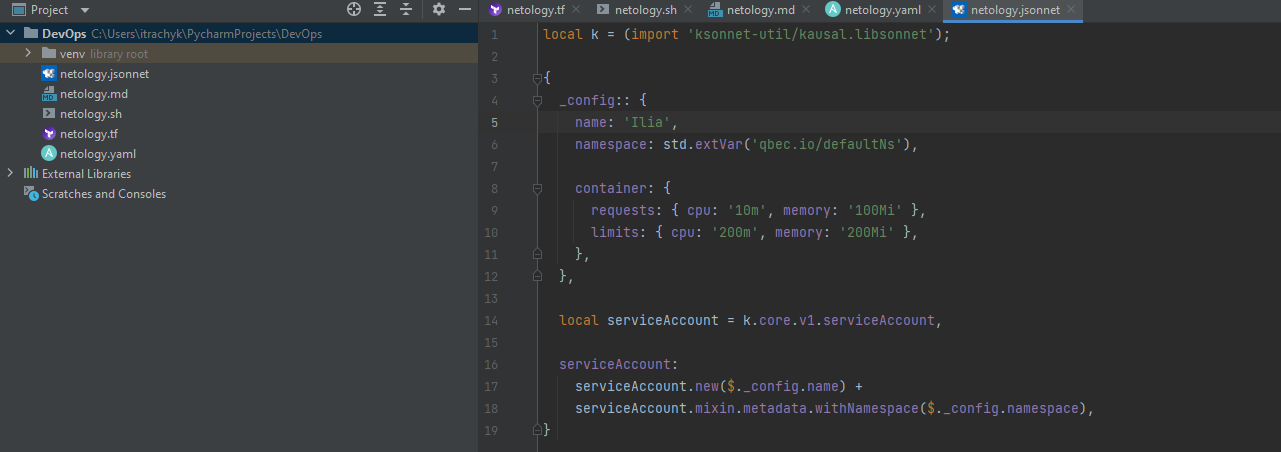 Project
DevOps C:\Users\itrachyk\PycharmProjects\DevOps
venv library root
netology.jsonnet
MD netology.md
netology.sh
netology.tf
A netology.yaml
External Libraries
Scratches and Consoles
netology.tf netology.sh MD netology.md A netology.yaml netology.jsonnet
1 local k = (import 'ksonnet-util/kausal.libsonnet');
2
3 {
4   _config:: {
5     name: 'Ilia',
6     namespace: std.extVar('qbec.io/defaultNs'),
7
8     container: {
9       requests: { cpu: '10m', memory: '100Mi' },
10       limits: { cpu: '200m', memory: '200Mi' },
11     },
12   },
13
14   local serviceAccount = k.core.v1.serviceAccount,
15
16   serviceAccount:
17     serviceAccount.new($._config.name) +
18     serviceAccount.mixin.metadata.withNamespace($._config.namespace),
19 }